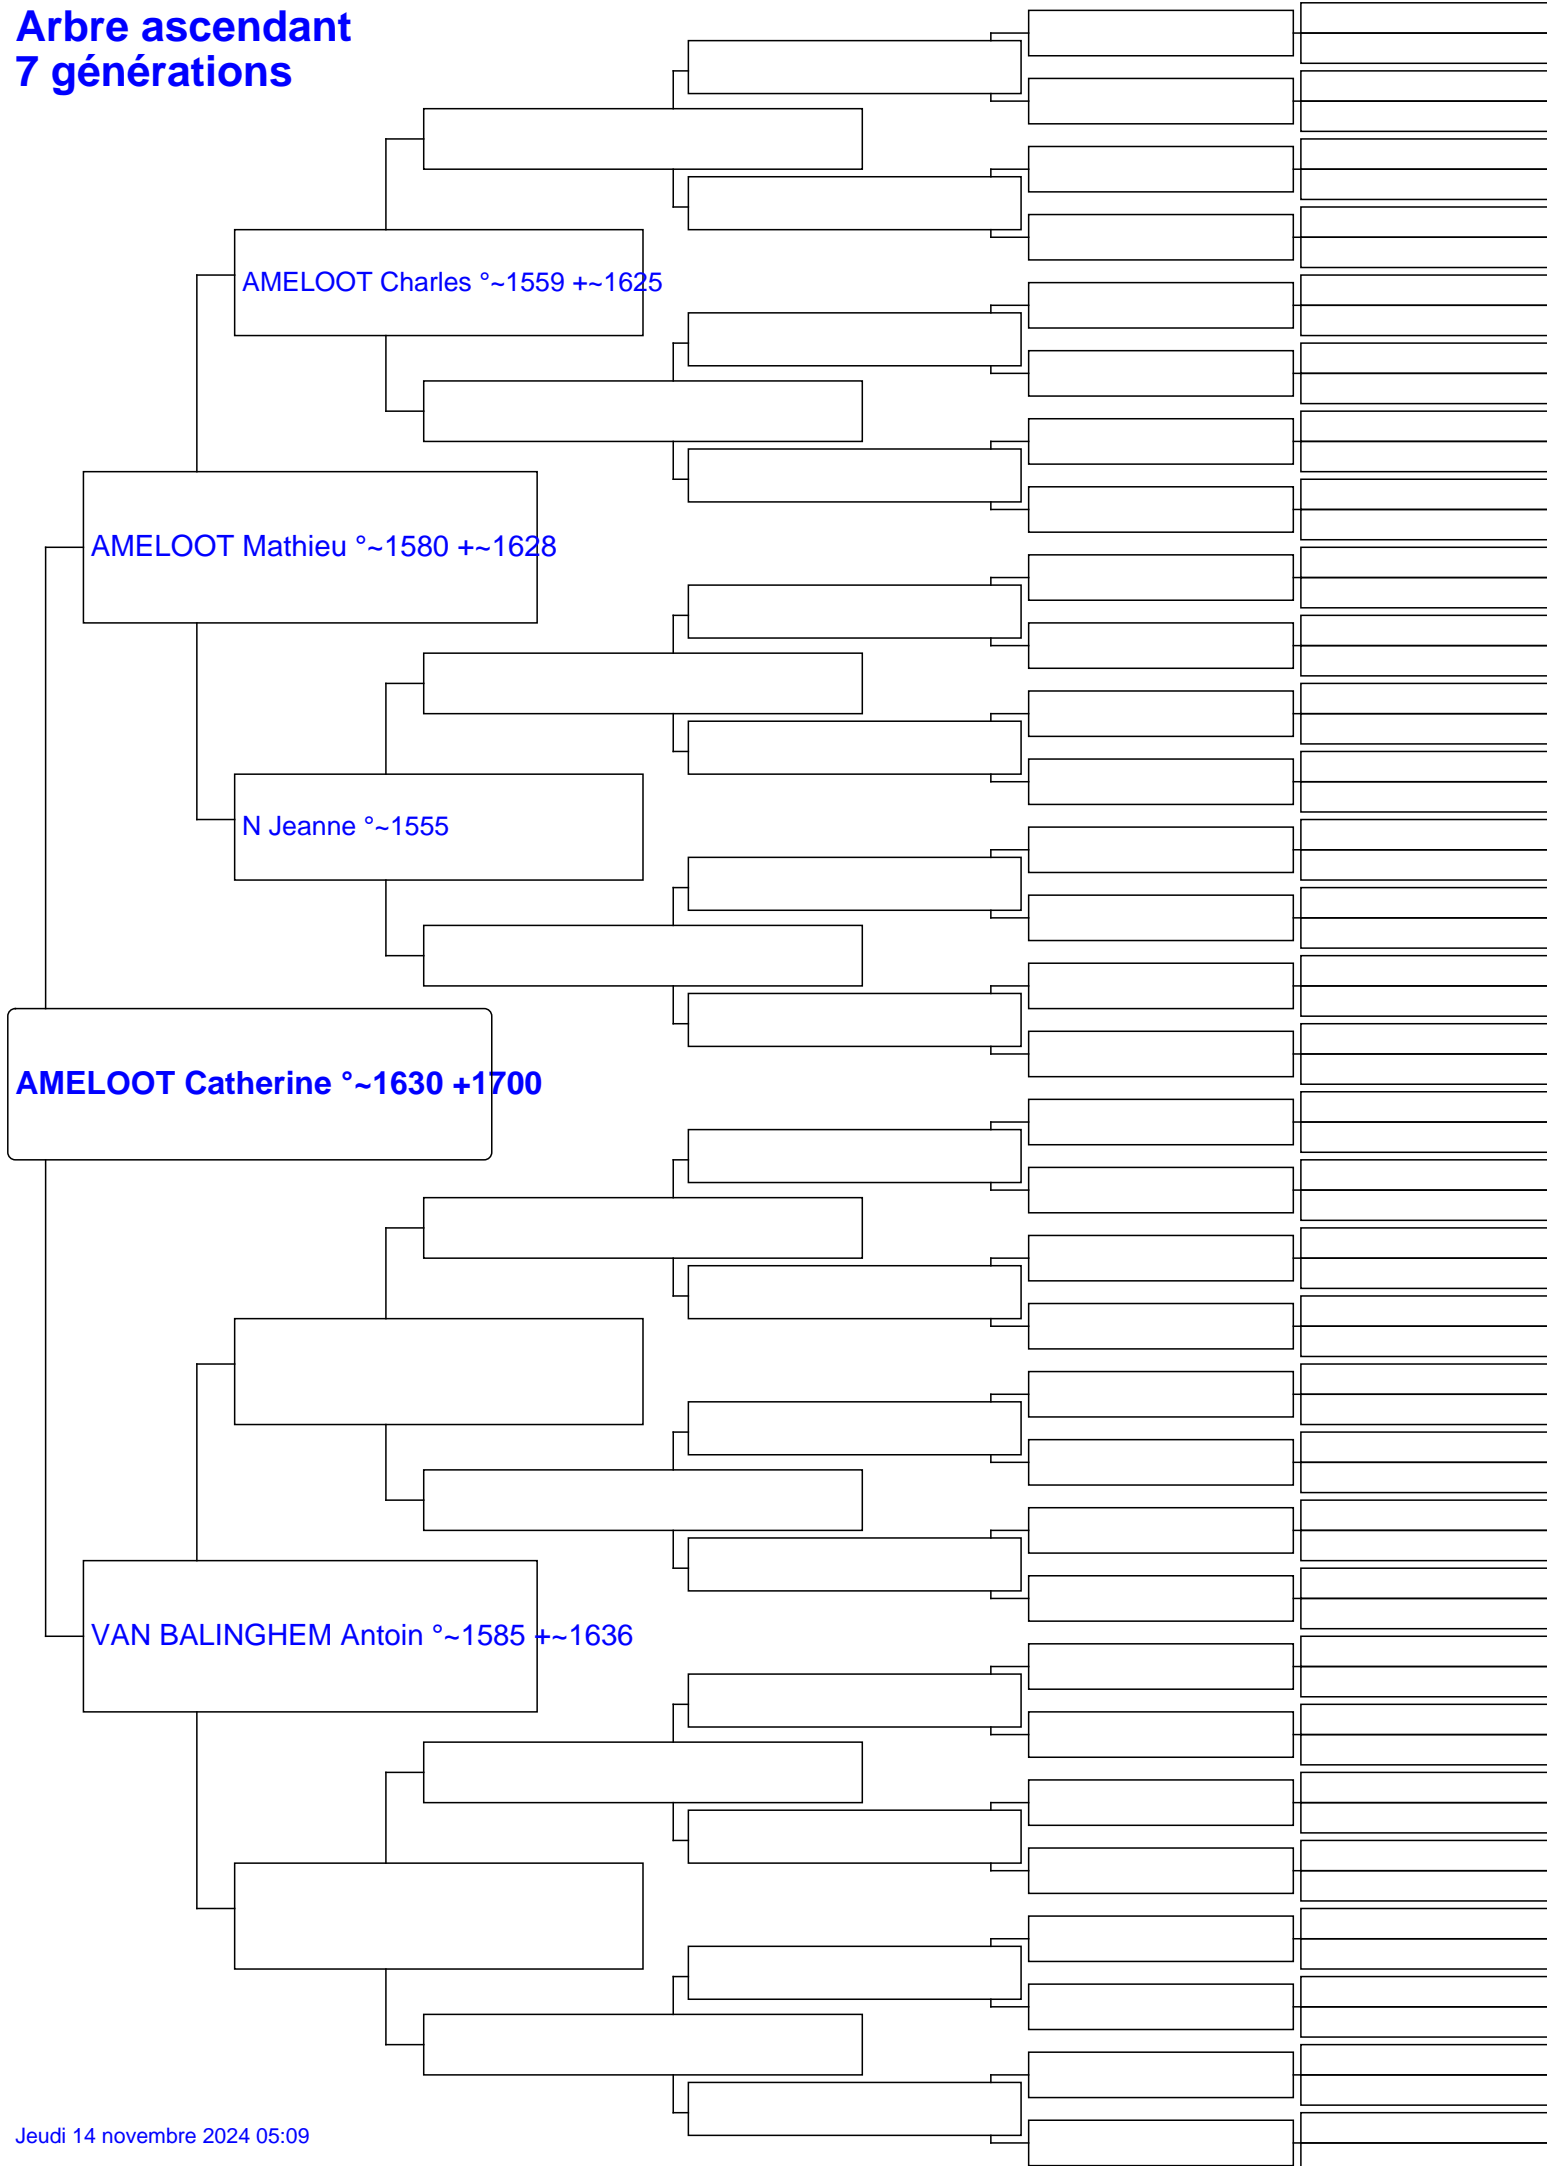 Arbre ascendant
7 générations
AMELOOT Charles °~1559 +~1625
AMELOOT Mathieu °~1580 +~1628
N Jeanne °~1555
AMELOOT Catherine °~1630 +1700
VAN BALINGHEM Antoin °~1585 +~1636
Jeudi 14 novembre 2024 05:09